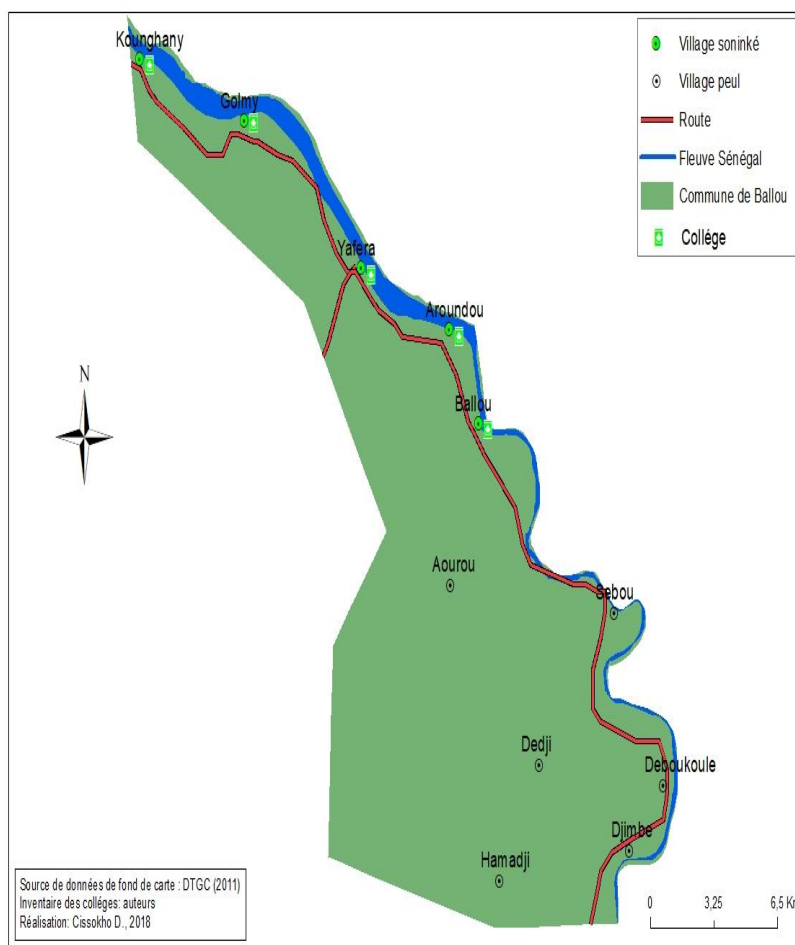 Kounghany
Golmy
Yafera
Aroundou
Ballou
Aourou
Sebou
Dedji
Deboukoule
Djimbe
Hamadji
N
Village soninké
Village peul
Route
Fleuve Sénégal
Commune de Ballou
Collége
Source de données de fond de carte : DTGC (2011)
Inventaire des colléges: auteurs
Réalisation: Cissokho D., 2018
0 3,25 6,5 Km